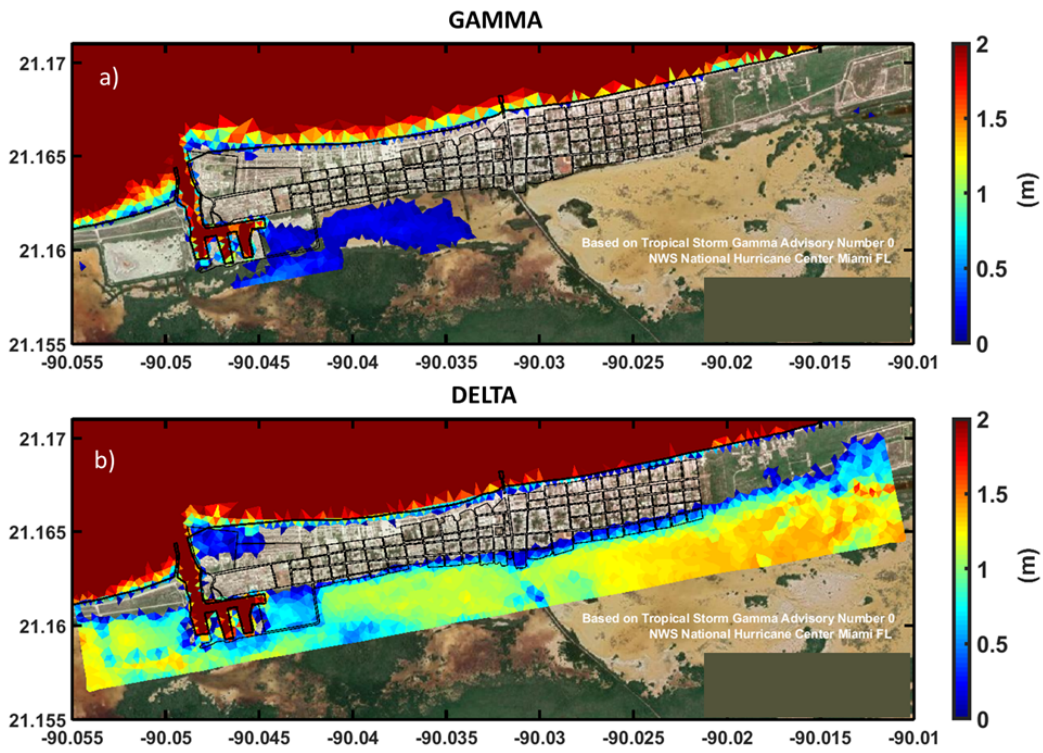 GAMMA
a)
21.17
21.165
21.16
21.155
-90.055 -90.05 -90.045 -90.04 -90.035 -90.03 -90.025 -90.02 -90.015 -90.01
Based on Tropical Storm Gamma Advisory Number 0
NWS National Hurricane Center Miami FL
2
1.5
1
0.5
0
(m)
DELTA
b)
21.17
21.165
21.16
21.155
-90.055 -90.05 -90.045 -90.04 -90.035 -90.03 -90.025 -90.02 -90.015 -90.01
Based on Tropical Storm Gamma Advisory Number 0
NWS National Hurricane Center Miami FL
2
1.5
1
0.5
0
(m)